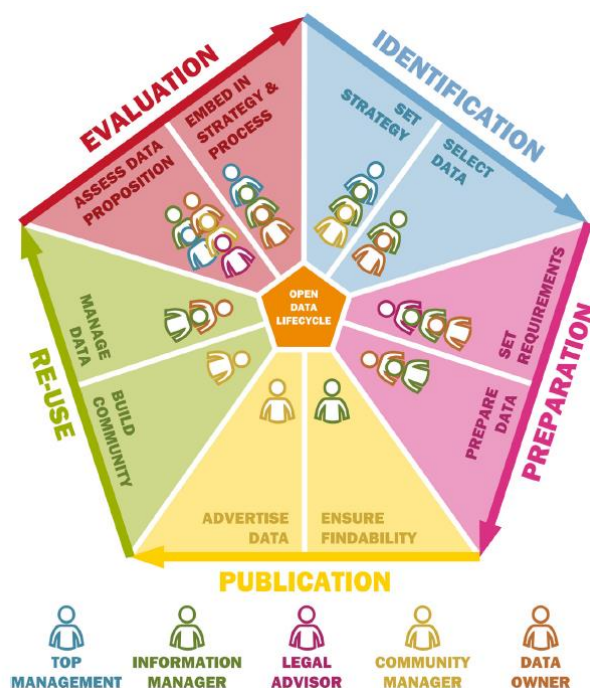 EVALUATION
IDENTIFICATION
EMBED IN
STRATEGY &
PROCESS
SET
STRATEGY
ASSESS DATA
PROPOSITION
SELECT
DATA
OPEN
DATA
LIFECYCLE
MANAGE
DATA
SET
REQUIREMENTS
RE-USE
PREPARATION
BUILD
COMMUNITY
PREPARE DATA
ADVERTISE
DATA
ENSURE
FINDABILITY
PUBLICATION
TOP
MANAGEMENT
INFORMATION
MANAGER
LEGAL
ADVISOR
COMMUNITY
MANAGER
DATA
OWNER